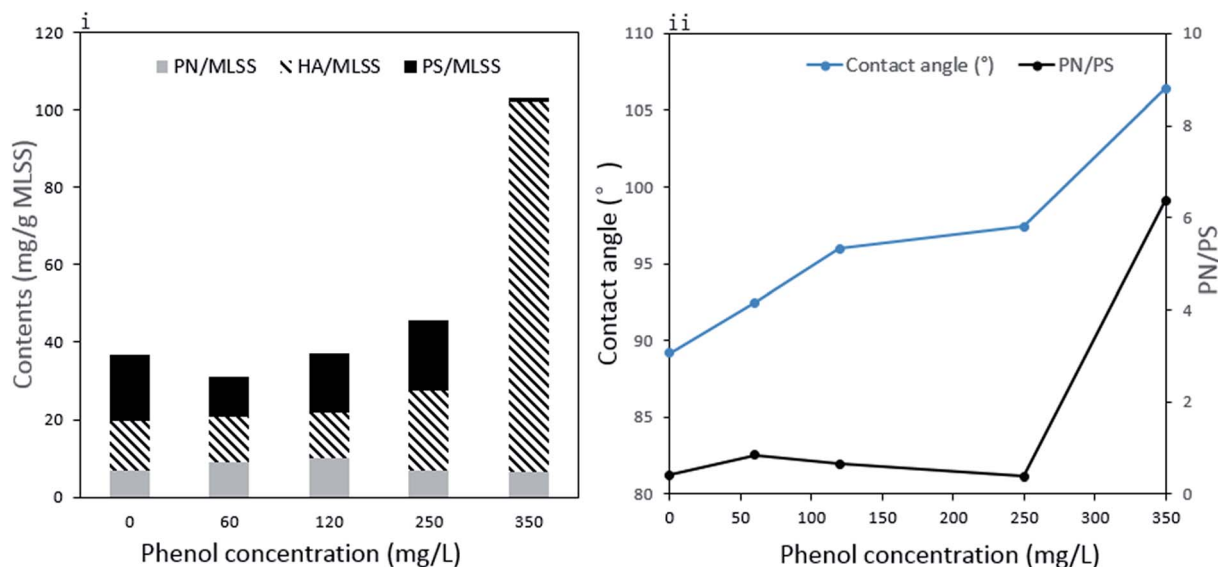 i
120
100
80
60
40
20
0
PN/MLSS HA/MLSS PS/MLSS
Contents (mg/g MLSS)
0 60 120 250 350
Phenol concentration (mg/L)
ii
110
105
100
95
90
85
80
Contact angle (°) PN/PS
Contact angle (°)
10
8
6
4
2
0
PN/PS
0 50 100 150 200 250 300 350
Phenol concentration (mg/L)